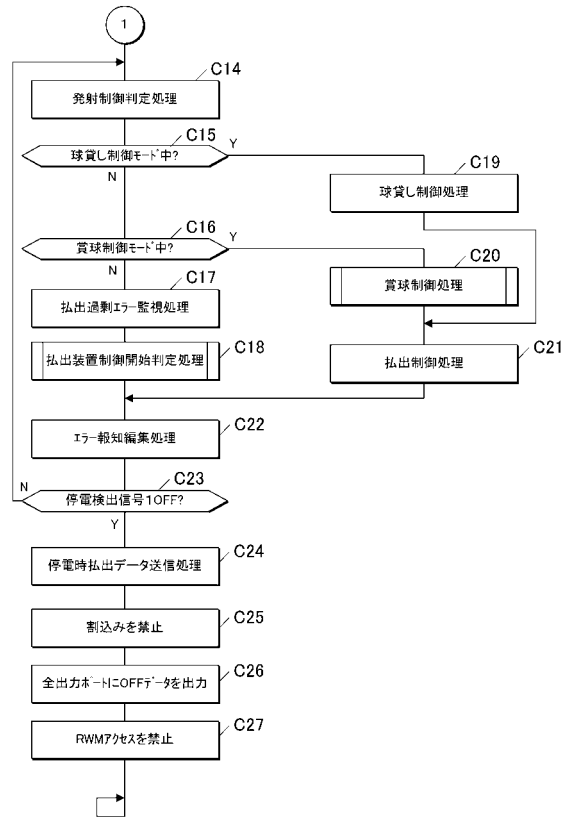 1
C14
発射制御判定処理
C15
球貸し制御モード中?
Y
N
C19
球貸し制御処理
C16
賞球制御モード中?
Y
N
C20
賞球制御処理
C17
払出過剰エラー監視処理
C18
払出装置制御開始判定処理
C21
払出制御処理
C22
エラー報知編集処理
C23
N
停電検出信号1OFF?
Y
C24
停電時払出データ送信処理
C25
割込みを禁止
C26
全出力ポートにOFFデータを出力
C27
RWMアクセスを禁止